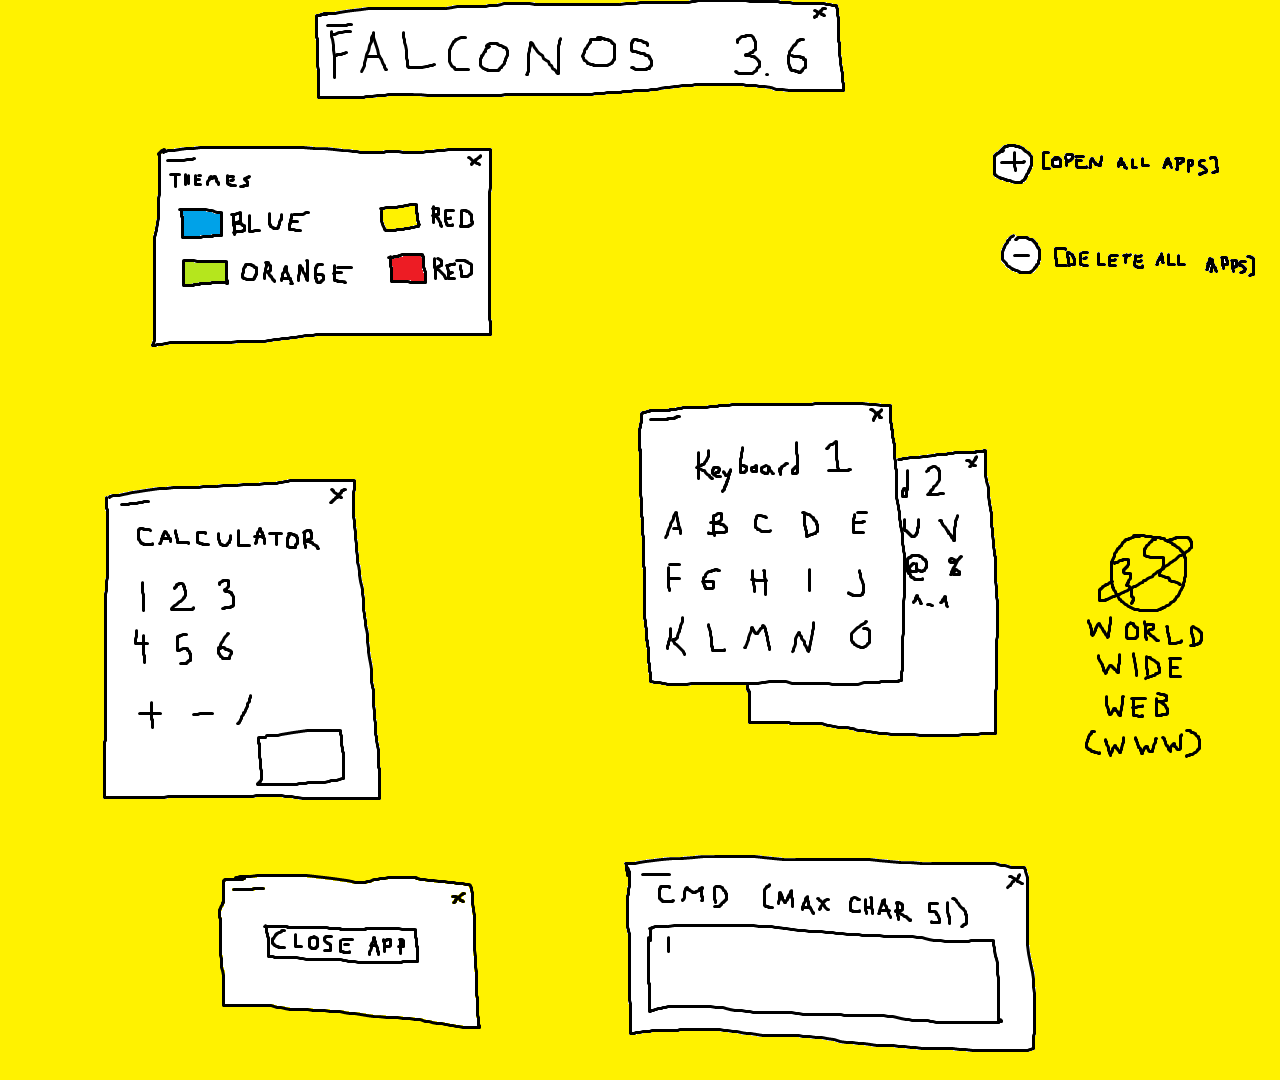 FALCONOS 3.6
x
THEMES
x
BLUE
RED
ORANGE
RED
+ [OPEN ALL APPS]
- [DELETE ALL APPS]
x
Keyboard 1
A B C D E
F G H I J
K L M N O
x
d 2
U V
@ %
^-^
x
CALCULATOR
1 2 3
4 5 6
+ - /
WORLD
WIDE
WEB
(WWW)
x
CLOSE APP
x
CMD (MAX CHAR 51)